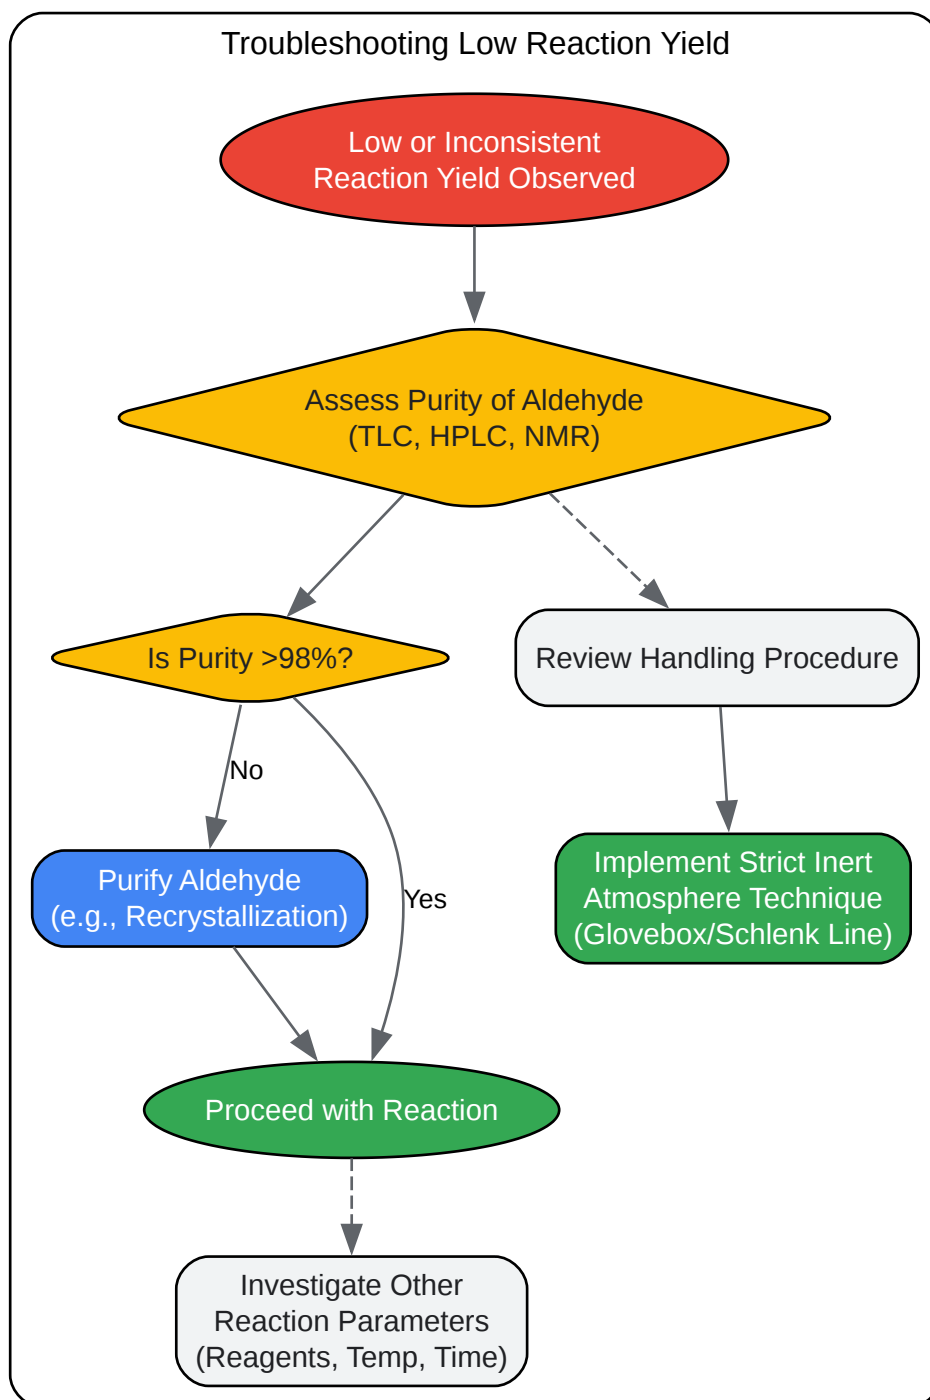 Troubleshooting Low Reaction Yield
Low or Inconsistent
Reaction Yield Observed
Assess Purity of Aldehyde
(TLC, HPLC, NMR)
Is Purity >98%?
Review Handling Procedure
No
Purify Aldehyde
(e.g., Recrystallization)
Yes
Implement Strict Inert
Atmosphere Technique
(Glovebox/Schlenk Line)
Proceed with Reaction
Investigate Other
Reaction Parameters
(Reagents, Temp, Time)